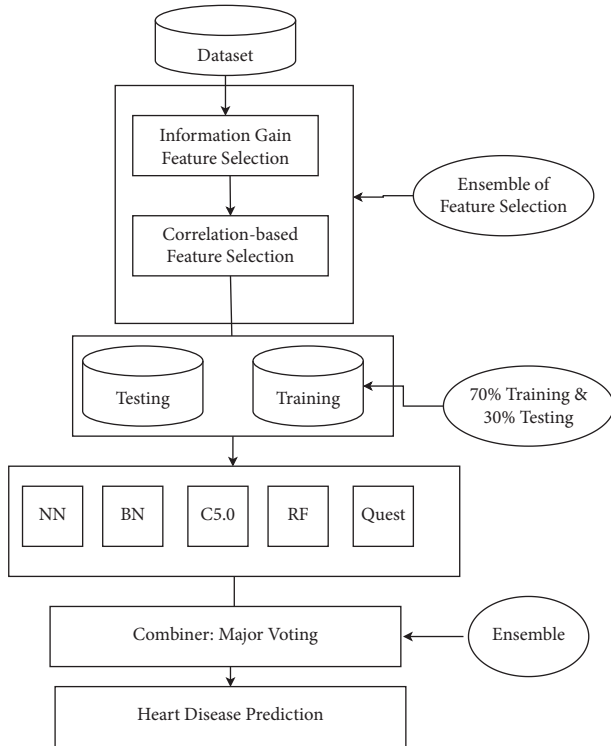 Dataset
Information Gain
Feature Selection
Ensemble of
Feature Selection
Correlation-based
Feature Selection
Testing
Training
70% Training &
30% Testing
NN
BN
C5.0
RF
Quest
Combiner: Major Voting
Ensemble
Heart Disease Prediction